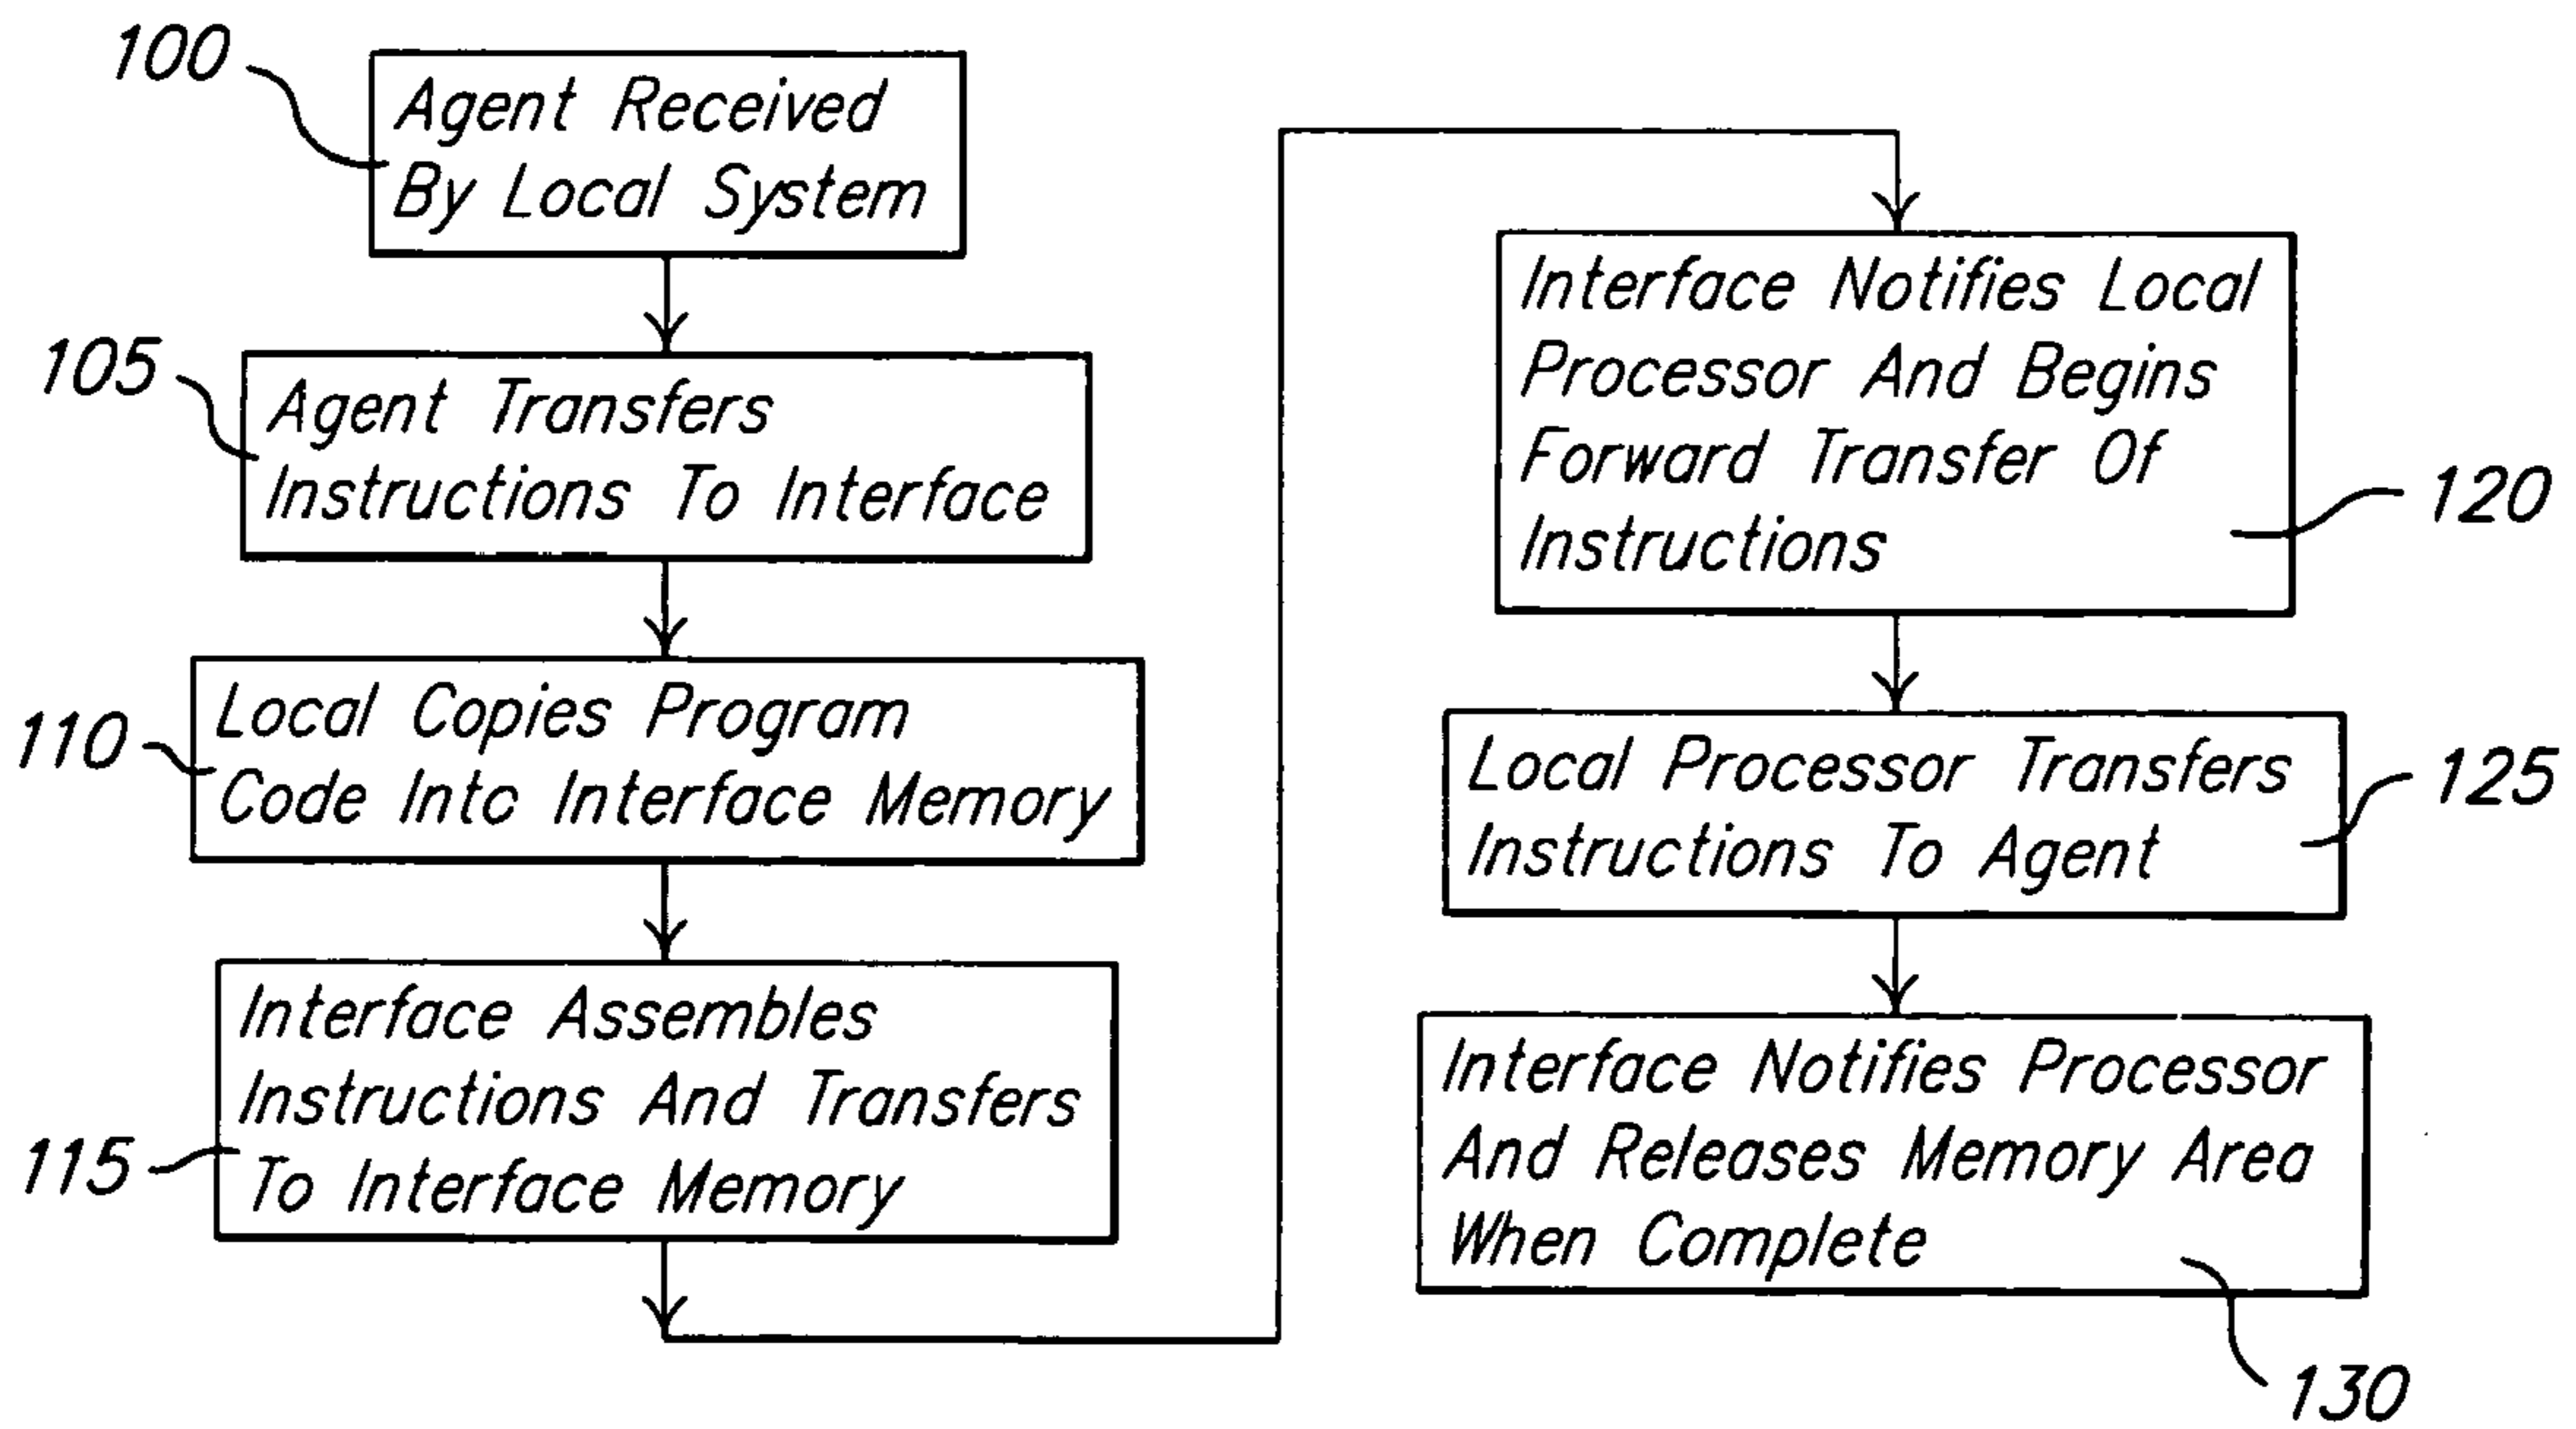 100
Agent Received
By Local System
105
Agent Transfers
Instructions To Interface
110
Local Copies Program
Code Into Interface Memory
115
Interface Assembles
Instructions And Transfers
To Interface Memory
Interface Notifies Local
Processor And Begins
Forward Transfer Of
Instructions
120
Local Processor Transfers
Instructions To Agent
125
Interface Notifies Processor
And Releases Memory Area
When Complete
130